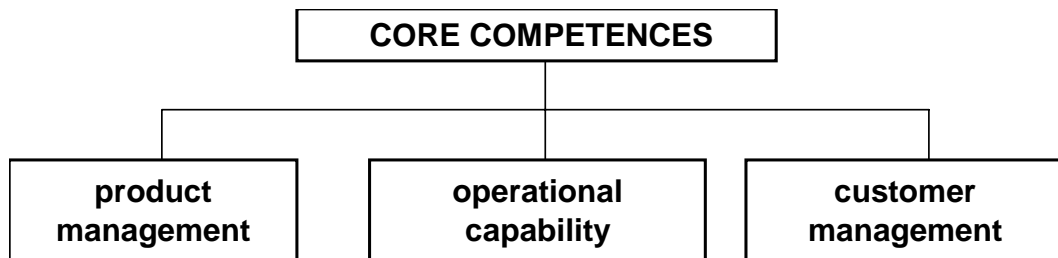 CORE COMPETENCES
product
management
operational
capability
customer
management